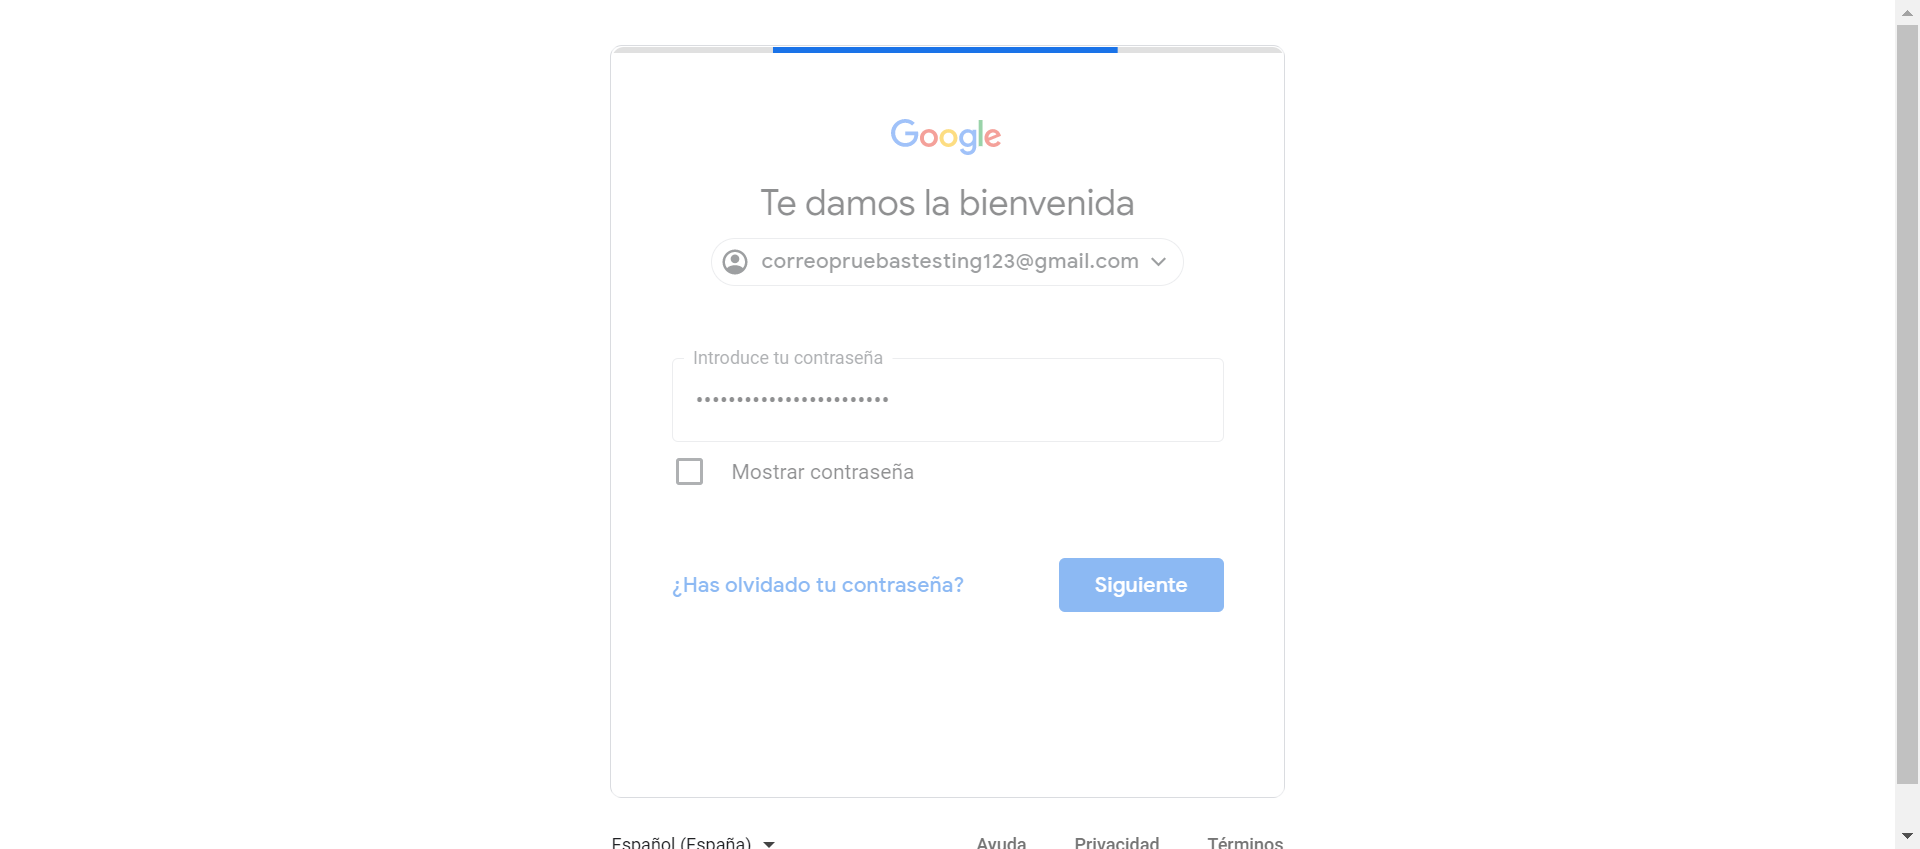 Google
Te damos la bienvenida
correopruebastesting123@gmail.com
Introduce tu contraseña
••••••••••••••••••••••••
Mostrar contraseña
¿Has olvidado tu contraseña?
Siguiente
Español (España)
Ayuda
Privacidad
Términos